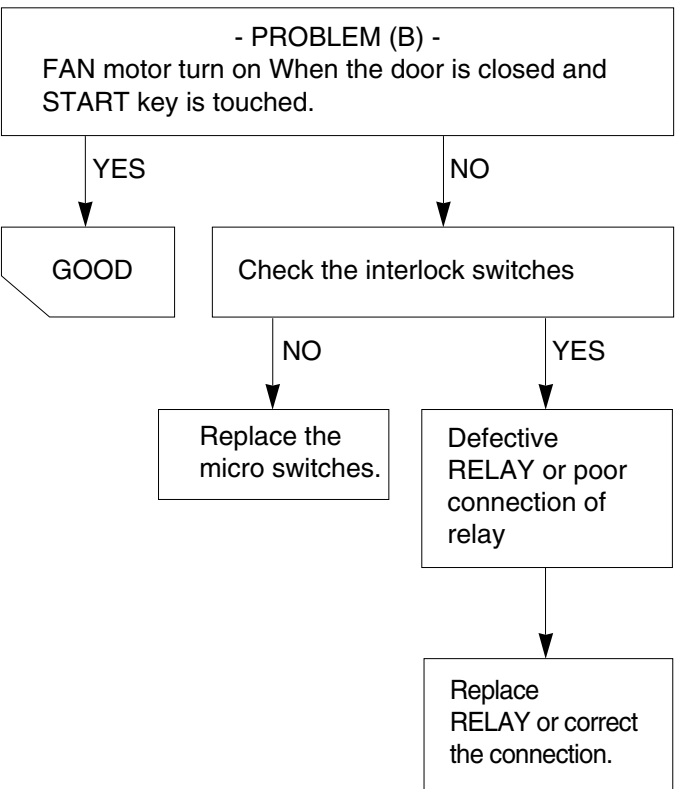 - PROBLEM (B) -
FAN motor turn on When the door is closed and
START key is touched.
YES
NO
GOOD
Check the interlock switches
NO
YES
Replace the
micro switches.
Defective
RELAY or poor
connection of
relay
Replace
RELAY or correct
the connection.